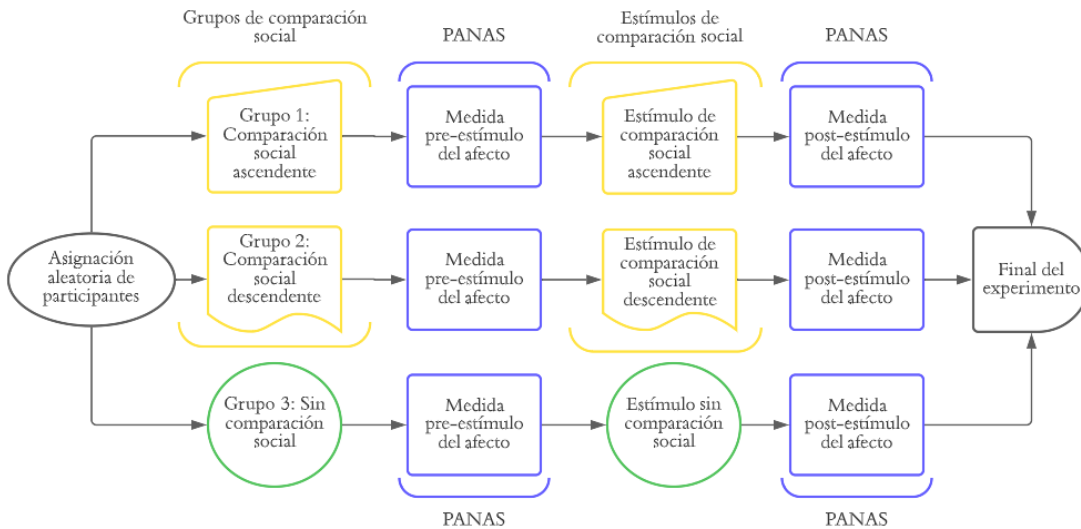 Grupos de comparación
social
PANAS
Estímulos
de comparación social
PANAS
Grupo 1:
Comparación
social
ascendente
Medida
pre-estímulo
del afecto
Estímulo de
comparación
social
ascendente
Medida
post-estímulo
del afecto
Asignación
aleatoria de
participantes
Grupo 2:
Comparación
social
descendente
Medida
pre-estímulo
del afecto
Estímulo de
comparación
social
descendente
Medida
post-estímulo
del afecto
Final del
experimento
Grupo 3: Sin
comparación
social
Medida
pre-estímulo
del afecto
Estímulo sin
comparación
social
Medida
post-estímulo
del afecto
PANAS
PANAS